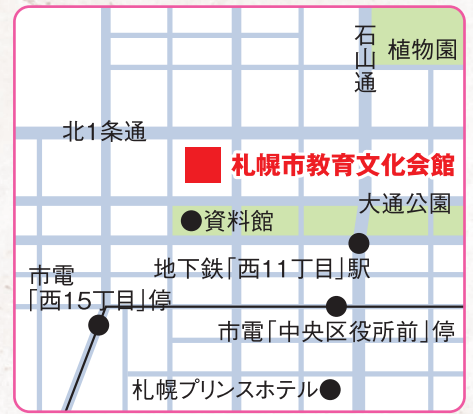 石山通
植物園
北1条通
札幌市教育文化会館
大通公園
資料館
地下鉄｢西11丁目｣駅
市電
｢西15丁目｣停
市電｢中央区役所前｣停
札幌プリンスホテル